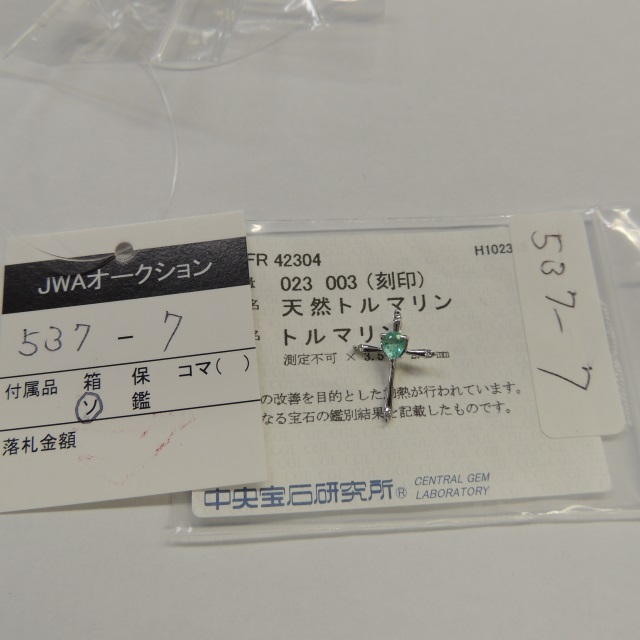 JWAオークション
537-7
付属品 箱 保 コマ( )
ソ 鑑
落札金額
FR 42304 H1023
023 003 (刻印)
名 天然トルマリン
名 トルマリン
測定不可 × 3.5 mm
の改善を目的とした加熱が行われています。
なる宝石の鑑別結果を記載したものです。
中央宝石研究所® CENTRAL GEM LABORATORY
537-7